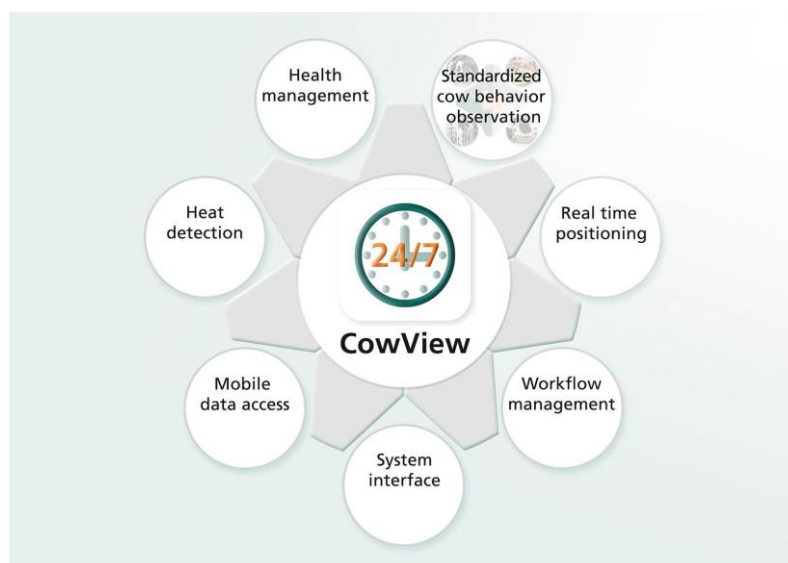 Health
management
Standardized
cow behavior
observation
Heat
detection
Real time
positioning
24/7
CowView
Mobile
data access
Workflow
management
System
interface